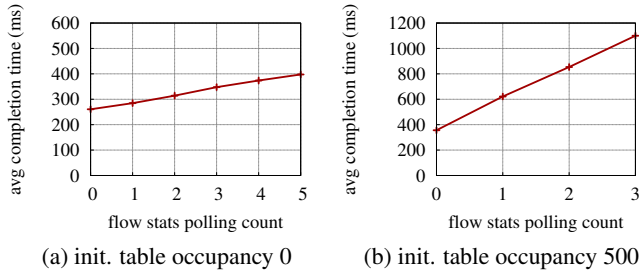 avg completion time (ms)
600
500
400
300
200
100
0
0 1 2 3 4 5
flow stats polling count
(a) init. table occupancy 0
avg completion time (ms)
1200
1000
800
600
400
200
0
0 1 2 3
flow stats polling count
(b) init. table occupancy 500